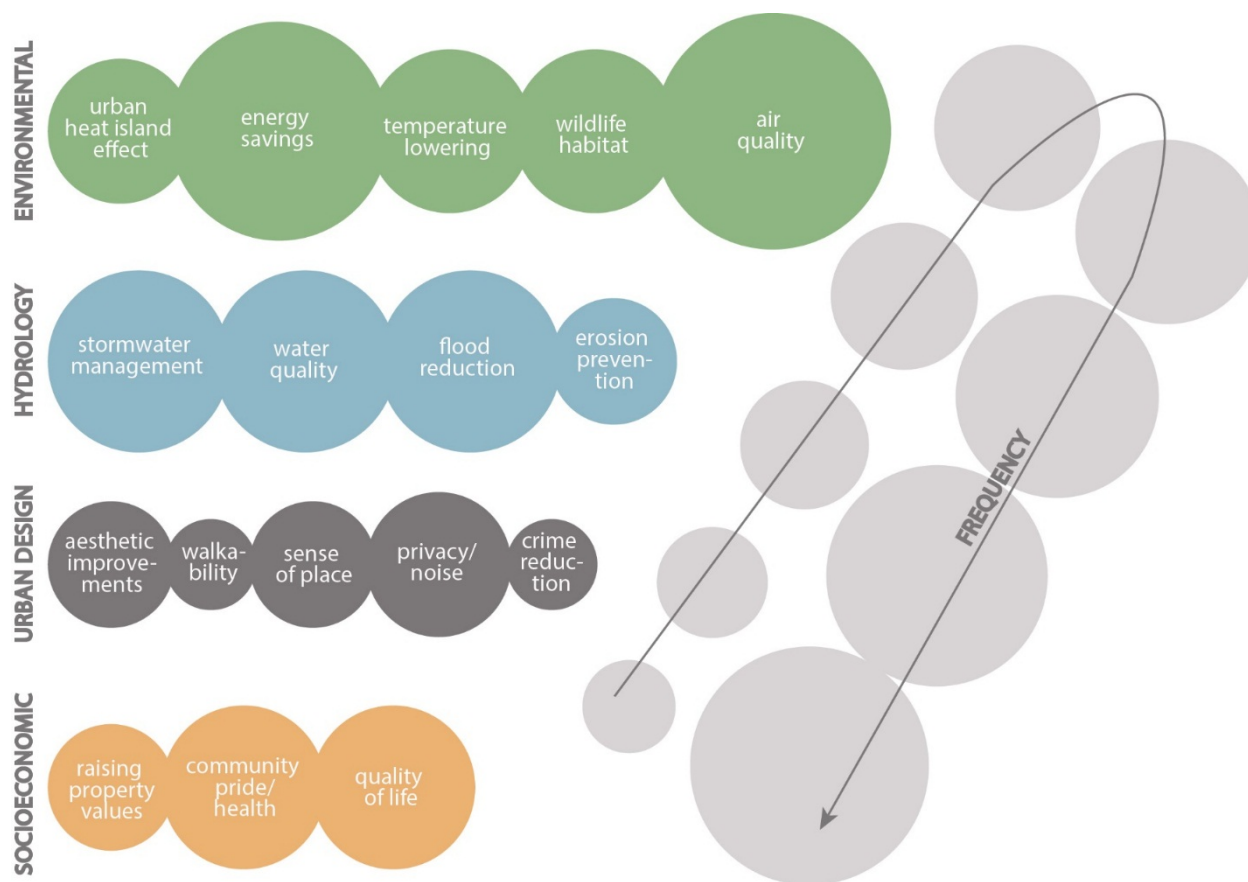 ENVIRONMENTAL
urban
heat island
effect
energy
savings
temperature
lowering
wildlife
habitat
air
quality
HYDROLOGY
stormwater
management
water
quality
flood
reduction
erosion
preven-
tion
URBAN DESIGN
aesthetic
improve-
ments
walka-
bility
sense
of place
privacy/
noise
crime
reduc-
tion
SOCIOECONOMIC
raising
property
values
community
pride/
health
quality
of life
FREQUENCY